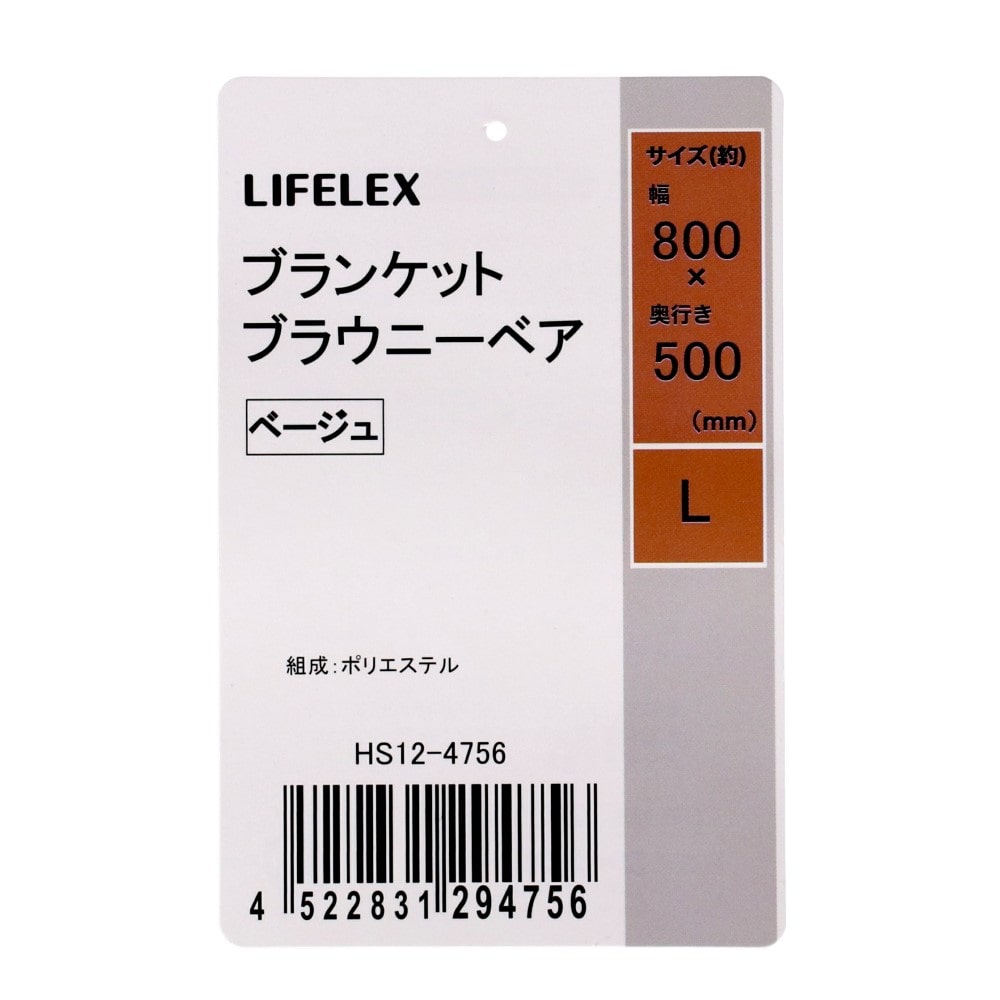 LIFELEX
ブランケット
ブラウニーベア
ベージュ
組成：ポリエステル
HS12-4756
4 522831 294756
サイズ(約)
幅
800
×
奥行き
500
(mm)
L